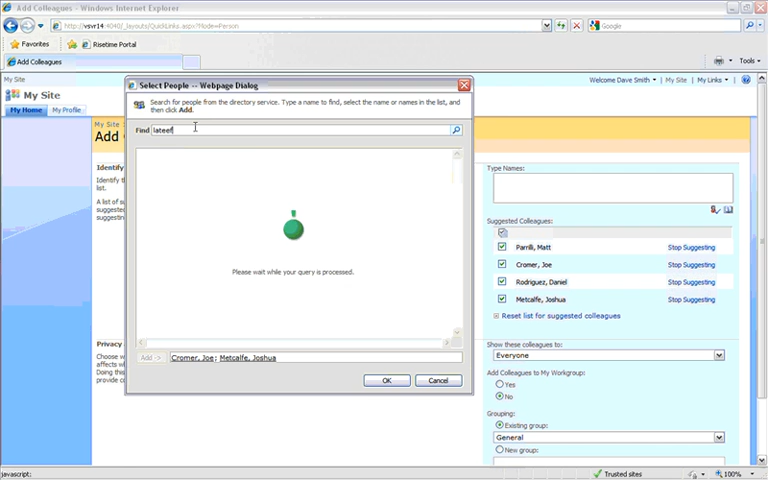 Add Colleagues - Windows Internet Explorer
http://vsvr14:4040/_layouts/QuickLinks.aspx?Mode=Person
Google
Favorites
Risetime Portal
Add Colleagues
Tools
My Site
Welcome Dave Smith
My Site
My Links
My Site
My Home
My Profile
My Site
Add
Identify
Identify t
list.
A list of s
suggested
suggestin
Privacy
Choose w
affects wh
Doing this
provide c
Select People -- Webpage Dialog
Search for people from the directory service. Type a name to find, select the name or names in the list, and
then click Add.
Find lateef
Please wait while your query is processed.
Add -> Cromer, Joe; Metcalfe, Joshua
OK
Cancel
Type Names:
Suggested Colleagues:
Parrilli, Matt Stop Suggesting
Cromer, Joe Stop Suggesting
Rodriguez, Daniel Stop Suggesting
Metcalfe, Joshua Stop Suggesting
Reset list for suggested colleagues
Show these colleagues to:
Everyone
Add Colleagues to My Workgroup:
Yes
No
Grouping:
Existing group:
General
New group:
javascript:
Trusted sites
100%